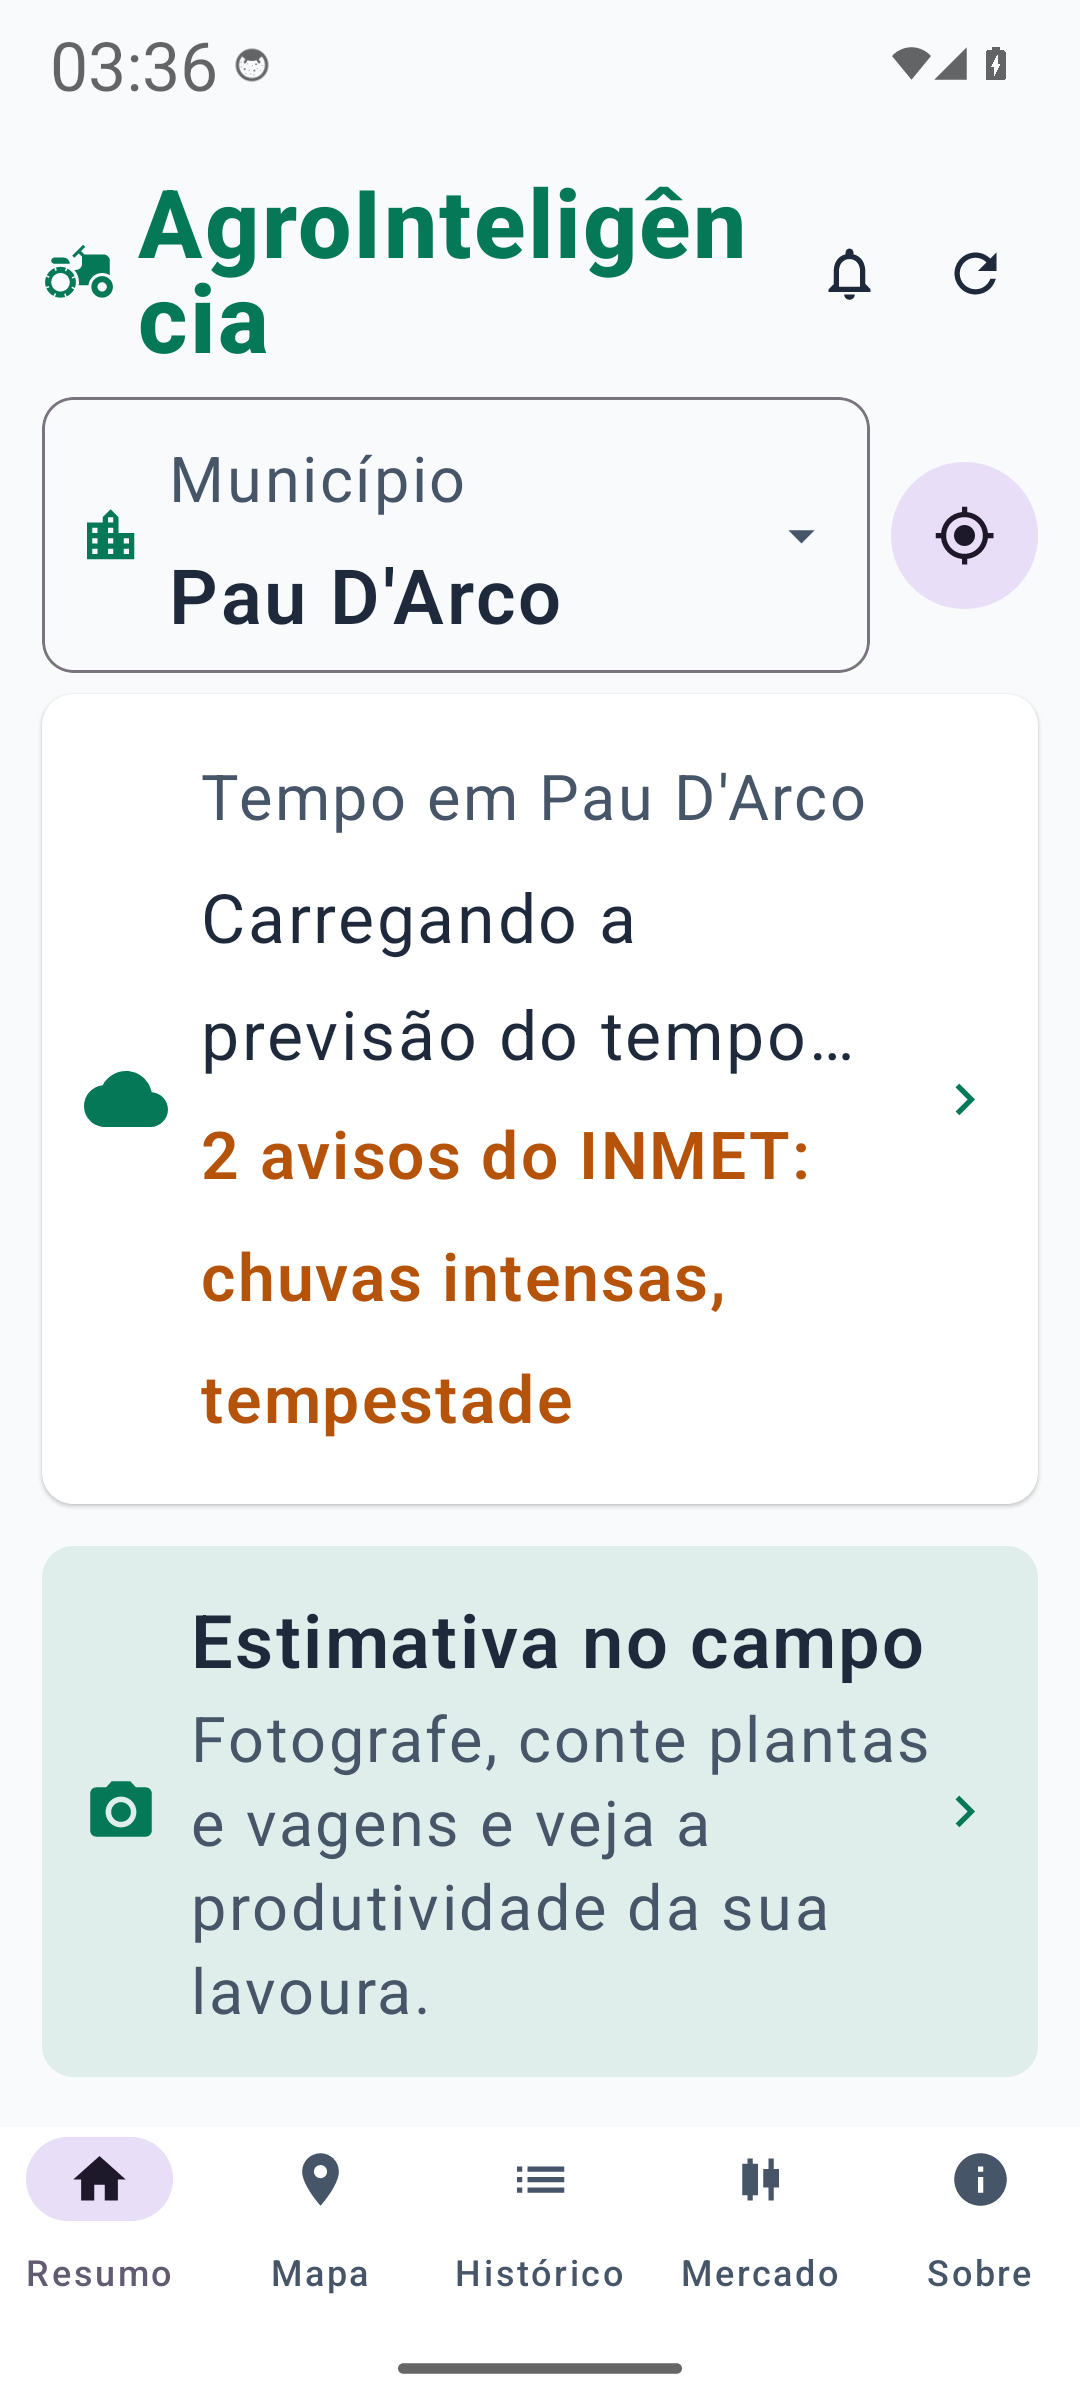 03:36
AgroInteligên
cia
Município
Pau D'Arco
Tempo em Pau D'Arco
Carregando a
previsão do tempo…
2 avisos do INMET:
chuvas intensas,
tempestade
Estimativa no campo
Fotografe, conte plantas
e vagens e veja a
produtividade da sua
lavoura.
Resumo
Mapa
Histórico
Mercado
Sobre